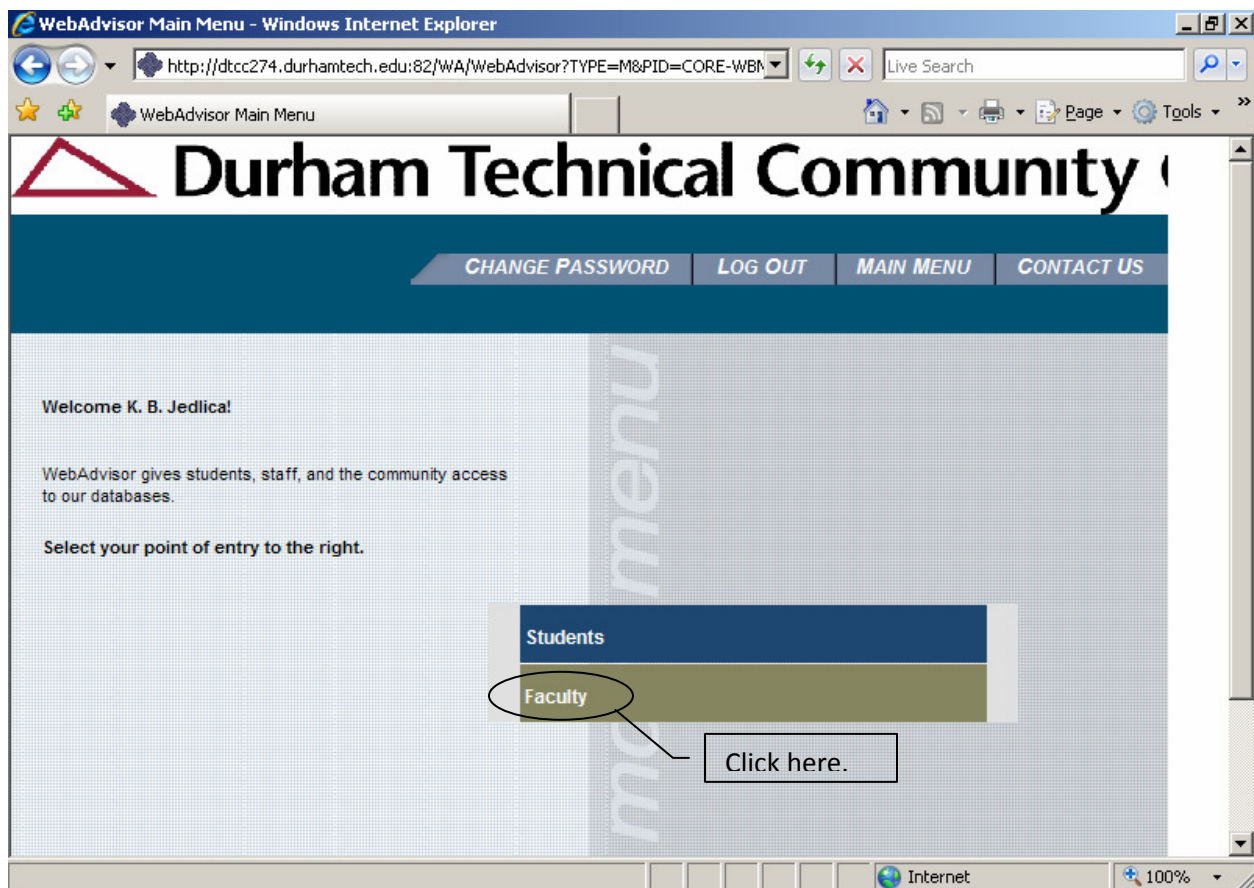 WebAdvisor Main Menu - Windows Internet Explorer
http://dtcc274.durhamtech.edu:82/WA/WebAdvisor?TYPE=M&PID=CORE-WBM
Live Search
WebAdvisor Main Menu
Page
Tools
Durham Technical Community
CHANGE PASSWORD
LOG OUT
MAIN MENU
CONTACT US
main menu
Welcome K. B. Jedlica!
WebAdvisor gives students, staff, and the community access
to our databases.
Select your point of entry to the right.
Students
Faculty
Click here.
Internet
100%